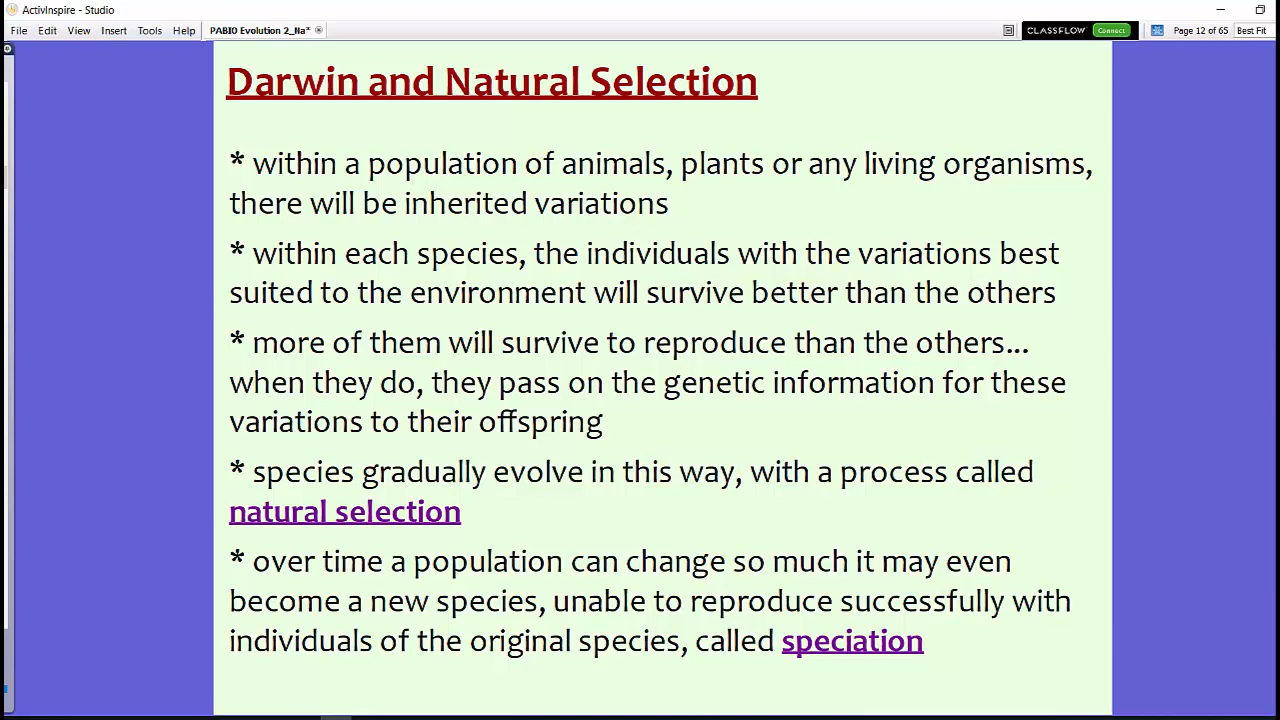 ActivInspire - Studio
File Edit View Insert Tools Help PABIO Evolution 2_Na* CLASSFLOW Connect Page 12 of 65 Best Fit
Darwin and Natural Selection
* within a population of animals, plants or any living organisms,
there will be inherited variations
* within each species, the individuals with the variations best
suited to the environment will survive better than the others
* more of them will survive to reproduce than the others...
when they do, they pass on the genetic information for these
variations to their offspring
* species gradually evolve in this way, with a process called
natural selection
* over time a population can change so much it may even
become a new species, unable to reproduce successfully with
individuals of the original species, called speciation